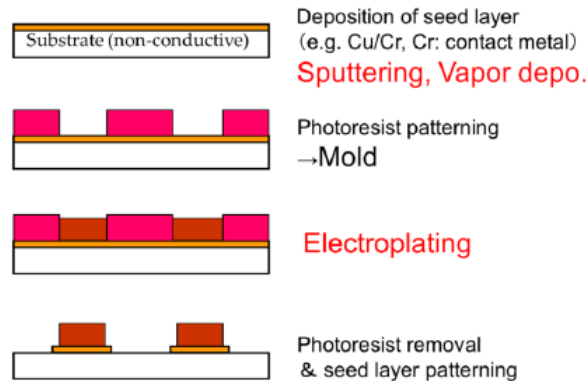 Deposition of seed layer
Substrate (non-conductive)
(e.g. Cu/Cr, Cr: contact metal)
Sputtering, Vapor depo.
Photoresist patterning
→Mold
Electroplating
Photoresist removal
& seed layer patterning